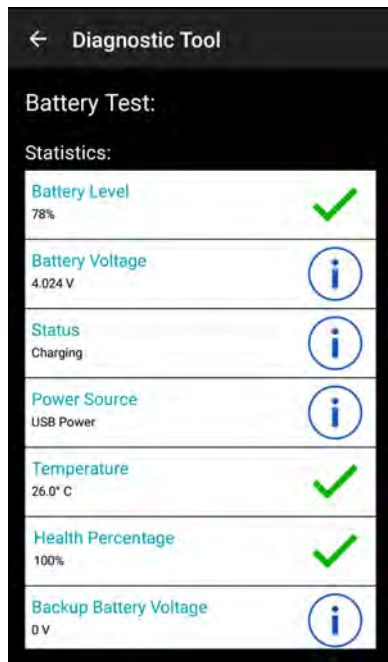 Diagnostic Tool
Battery Test:
Statistics:
Battery Level
78%
Battery Voltage
4.024 V
Status
Charging
Power Source
USB Power
Temperature
26.0° C
Health Percentage
100%
Backup Battery Voltage
0 V